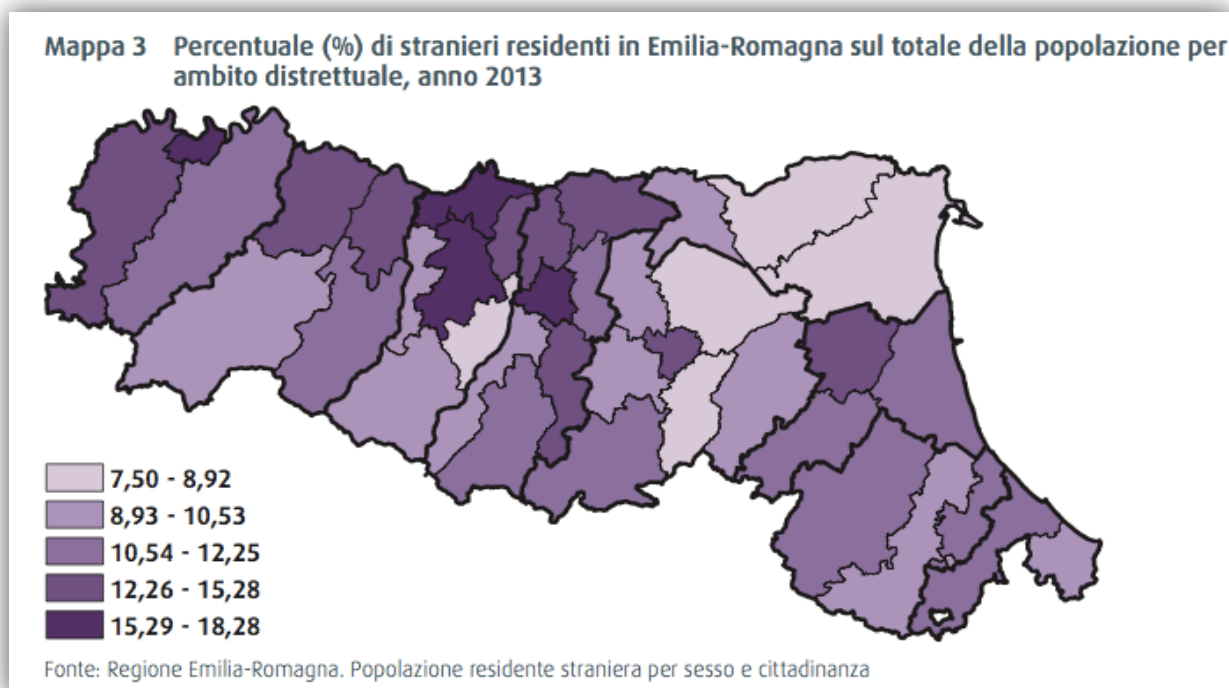 Mappa 3 Percentuale (%) di stranieri residenti in Emilia-Romagna sul totale della popolazione per
ambito distrettuale, anno 2013
7,50 - 8,92
8,93 - 10,53
10,54 - 12,25
12,26 - 15,28
15,29 - 18,28
Fonte: Regione Emilia-Romagna. Popolazione residente straniera per sesso e cittadinanza